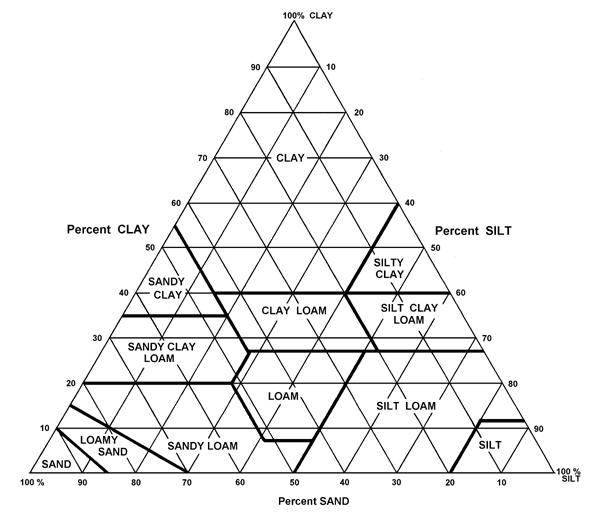 100% CLAY
90 10
80 20
70 CLAY 30
60 40
Percent CLAY Percent SILT
50 50
SILTY
CLAY
SANDY
CLAY
40 60
CLAY LOAM
SILT CLAY
LOAM
30 70
SANDY CLAY
LOAM
20 80
LOAM
SILT LOAM
10 90
LOAMY
SAND
SANDY LOAM
SILT
SAND
100 % 90 80 70 60 50 40 30 20 10 100 %
SILT
Percent SAND